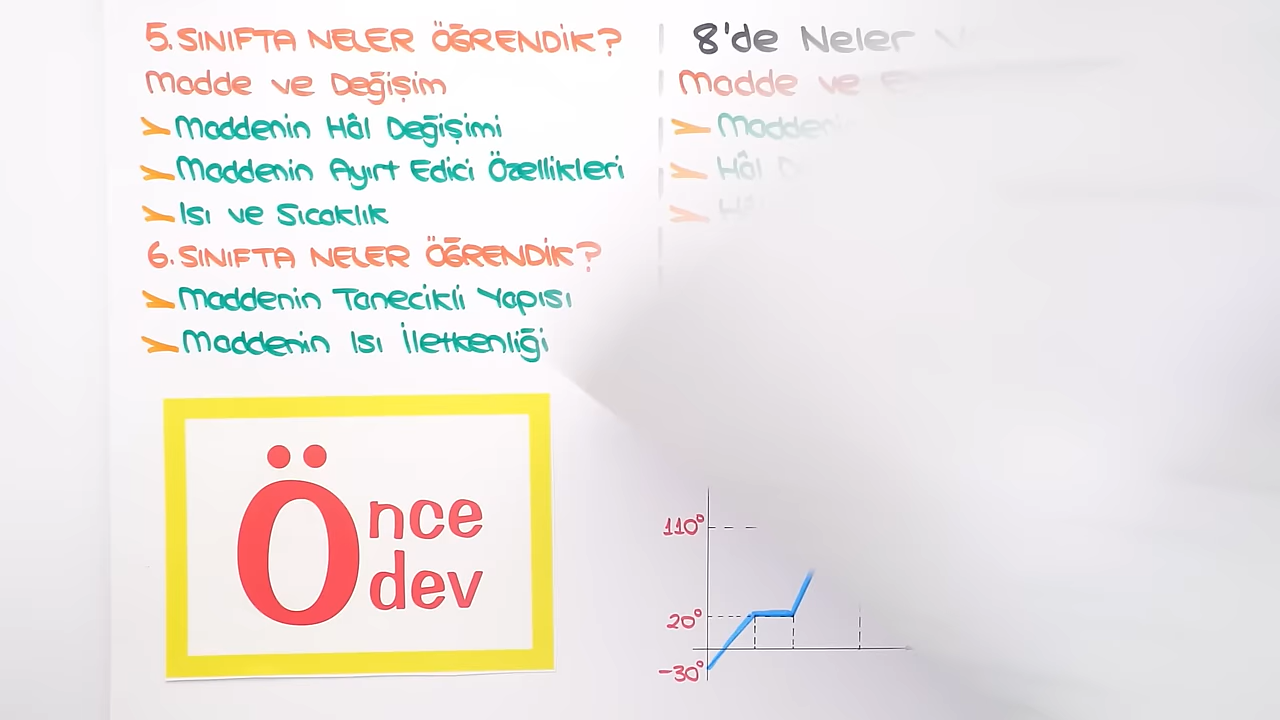 5. SINIFTA NELER ÖĞRENDİK?
Madde ve Değişim
Maddenin Hâl Değişimi
Maddenin Ayırt Edici Özellikleri
Isı ve Sıcaklık
6. SINIFTA NELER ÖĞRENDİK?
Maddenin Tanecikli Yapısı
Maddenin Isı İletkenliği
Önce
Ödev
8'de Neler
Madde ve
Hâl
110°
20°
-30°